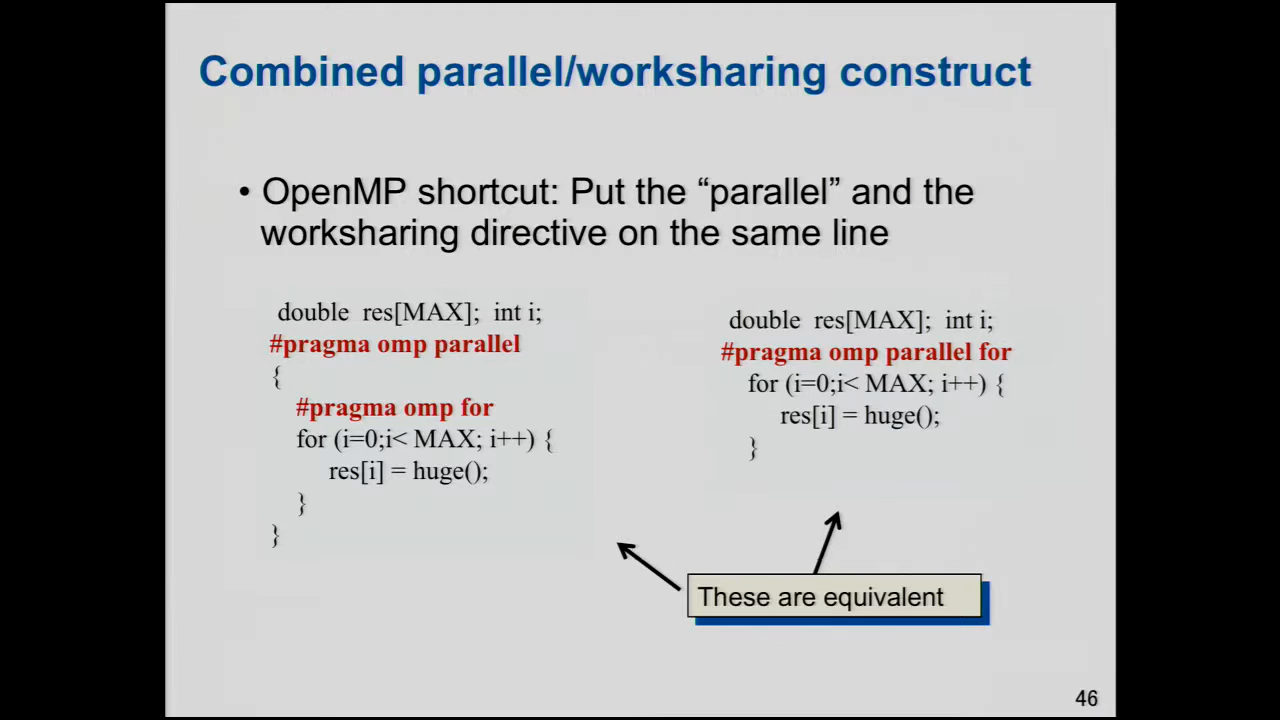 Combined parallel/worksharing construct
• OpenMP shortcut: Put the “parallel” and the
worksharing directive on the same line
double res[MAX]; int i;
#pragma omp parallel
{
#pragma omp for
for (i=0;i< MAX; i++) {
res[i] = huge();
}
}
double res[MAX]; int i;
#pragma omp parallel for
for (i=0;i< MAX; i++) {
res[i] = huge();
}
These are equivalent
46